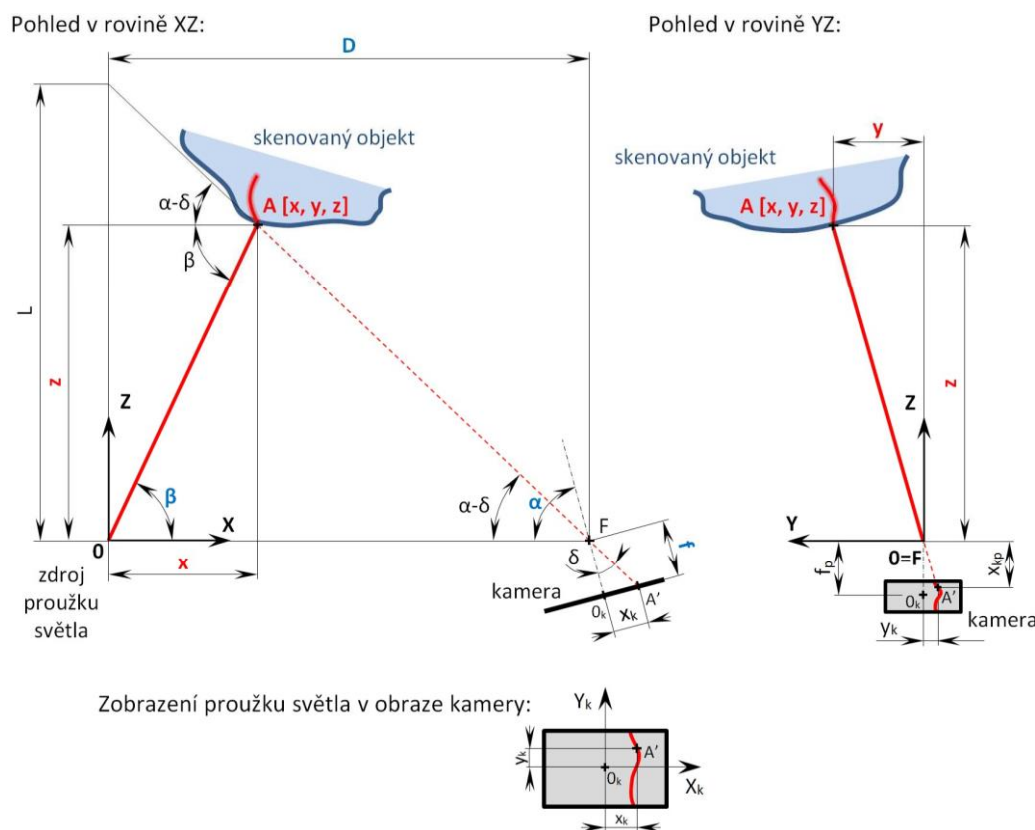 Pohled v rovině XZ:
Pohled v rovině YZ:
D
skenovaný objekt
y
skenovaný objekt
α-δ
A [x, y, z]
A [x, y, z]
β
L
z
z
Z
Z
α-δ
α
β
F
X
Y
0
x
0=F
f
δ
f_p
x_kp
zdroj
proužku
světla
kamera
0_k
A'
x_k
0_k
A'
kamera
y_k
Zobrazení proužku světla v obraze kamery:
Y_k
y_k
A'
0_k
X_k
x_k